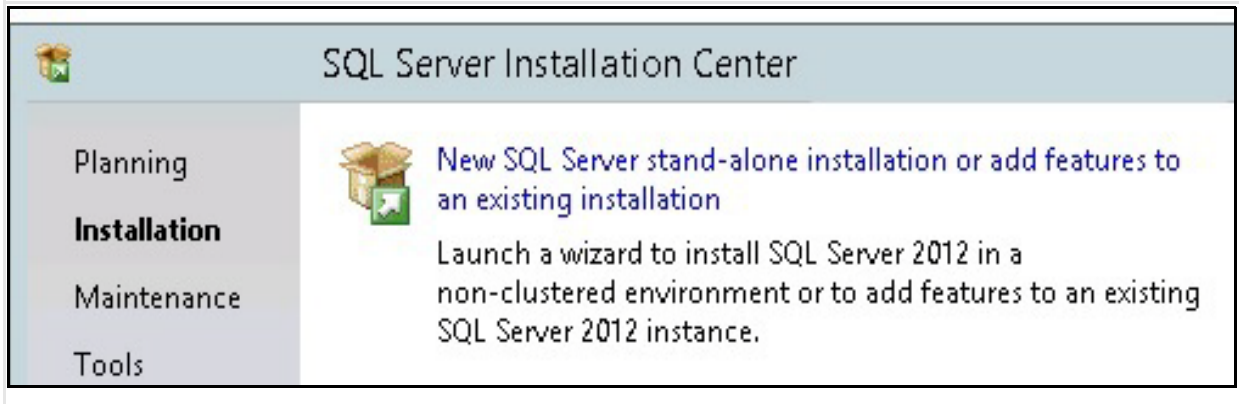 SQL Server Installation Center
Planning
Installation
Maintenance
Tools
New SQL Server stand-alone installation or add features to
an existing installation
Launch a wizard to install SQL Server 2012 in a
non-clustered environment or to add features to an existing
SQL Server 2012 instance.